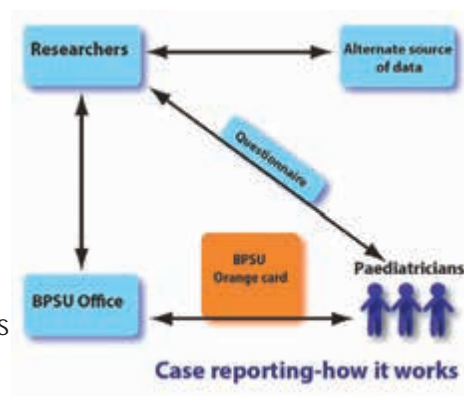 Researchers
Alternate source
of data
Questionnaire
BPSU
Orange card
Paediatricians
BPSU Office
s
Case reporting-how it works